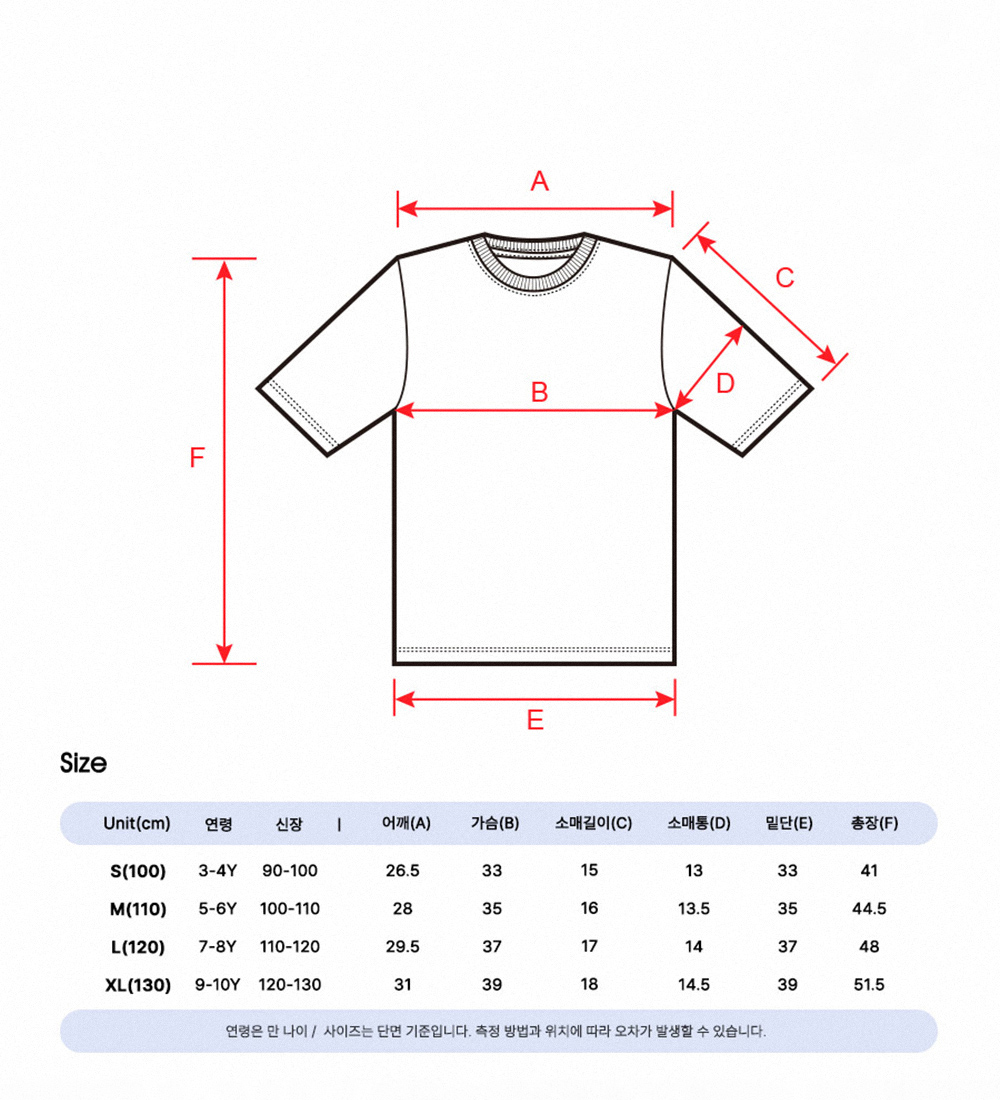 A
C
D
B
F
E
Size
Unit(cm) 연령 신장 | 어깨(A) 가슴(B) 소매길이(C) 소매통(D) 밑단(E) 총장(F)
S(100) 3-4Y 90-100 26.5 33 15 13 33 41
M(110) 5-6Y 100-110 28 35 16 13.5 35 44.5
L(120) 7-8Y 110-120 29.5 37 17 14 37 48
XL(130) 9-10Y 120-130 31 39 18 14.5 39 51.5
연령은 만 나이 / 사이즈는 단면 기준입니다. 측정 방법과 위치에 따라 오차가 발생할 수 있습니다.